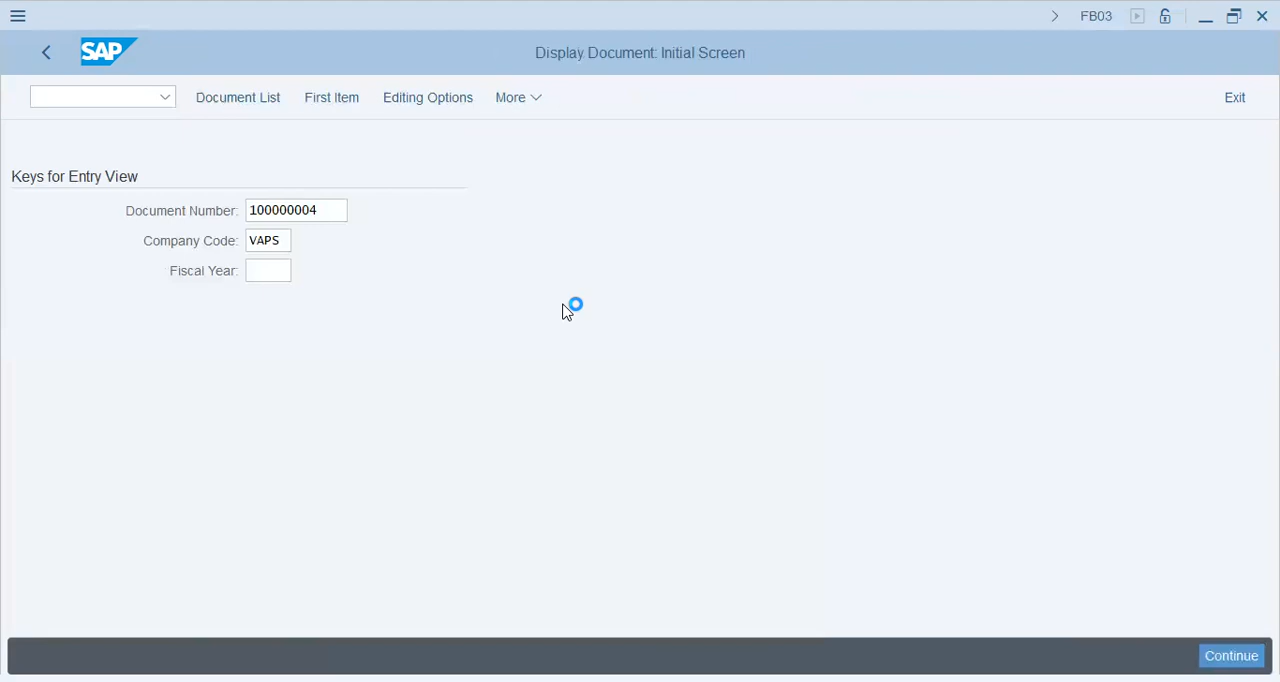 FB03
SAP
Display Document: Initial Screen
Document List First Item Editing Options More Exit
Keys for Entry View
Document Number: 100000004
Company Code: VAPS
Fiscal Year:
Continue